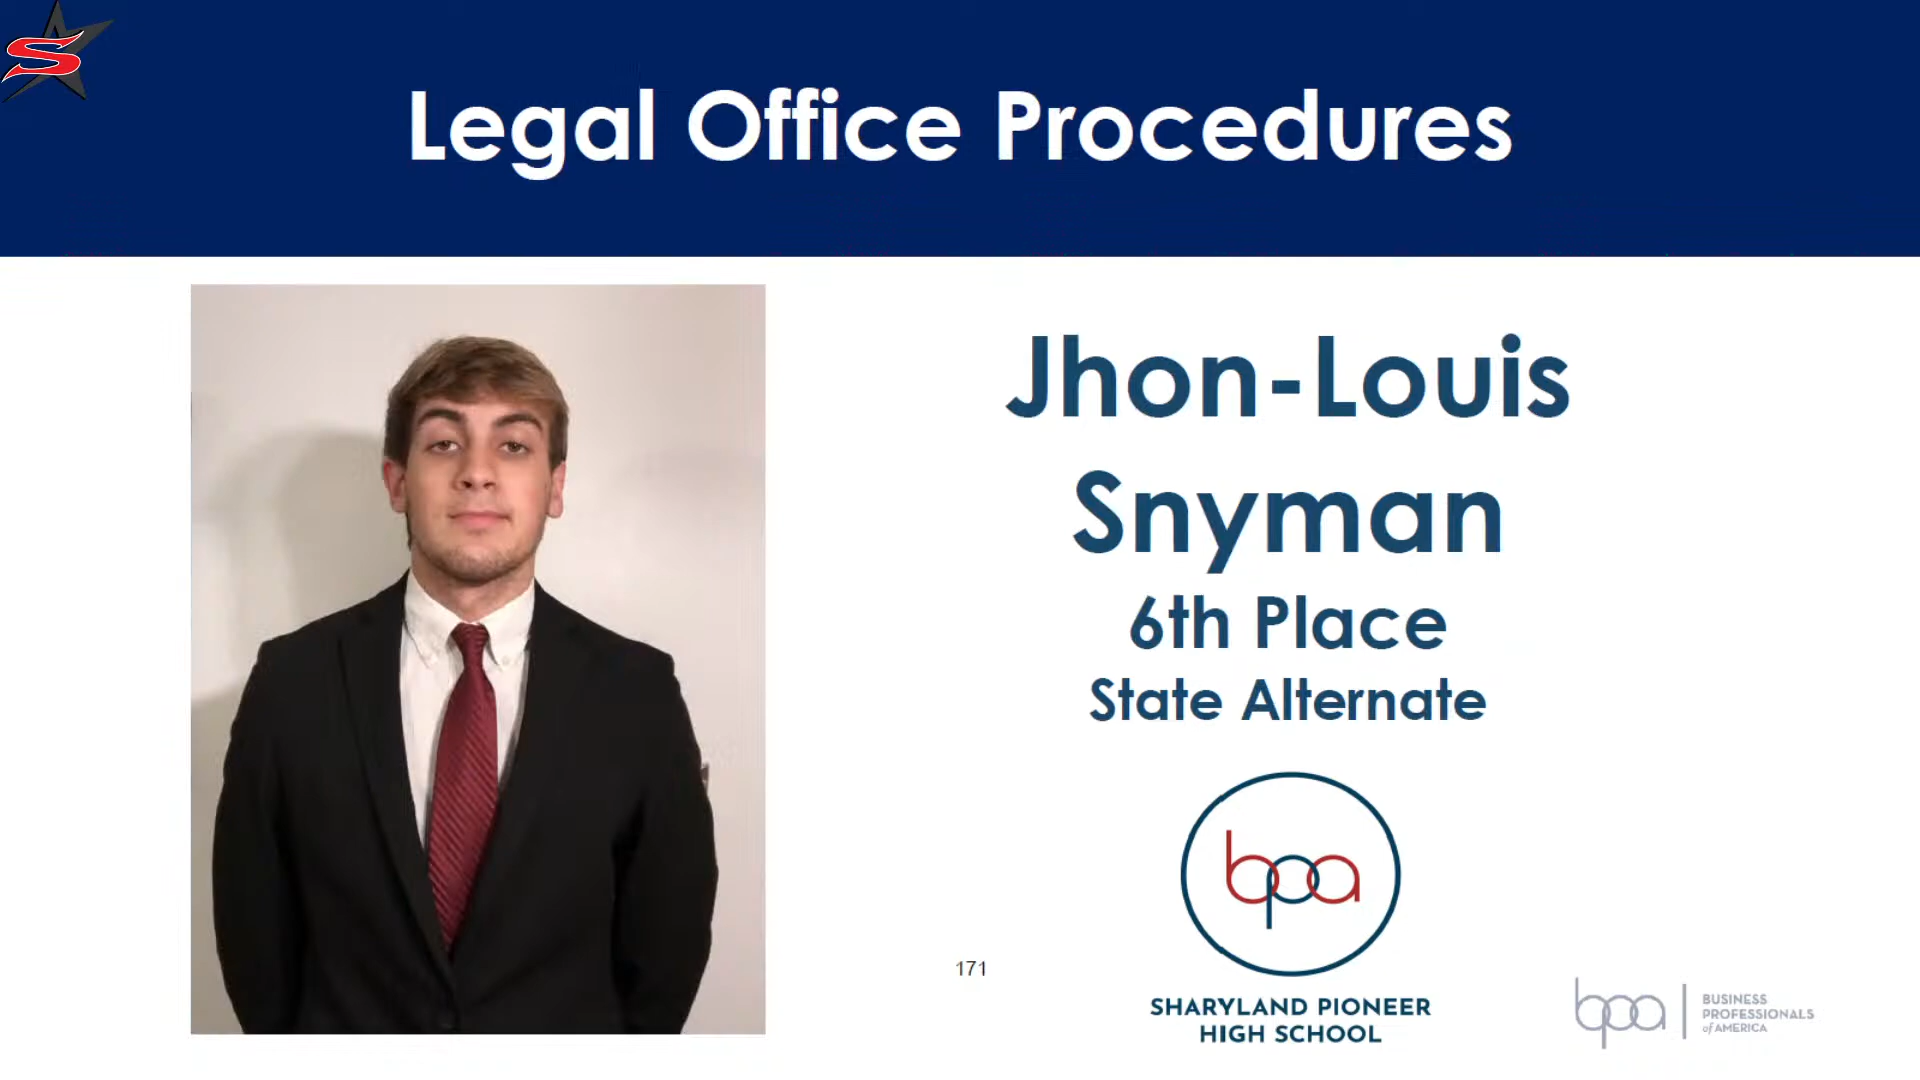 S
Legal Office Procedures
Jhon-Louis
Snyman
6th Place
State Alternate
bpa
171
SHARYLAND PIONEER
HIGH SCHOOL
bpa
BUSINESS
PROFESSIONALS
of AMERICA